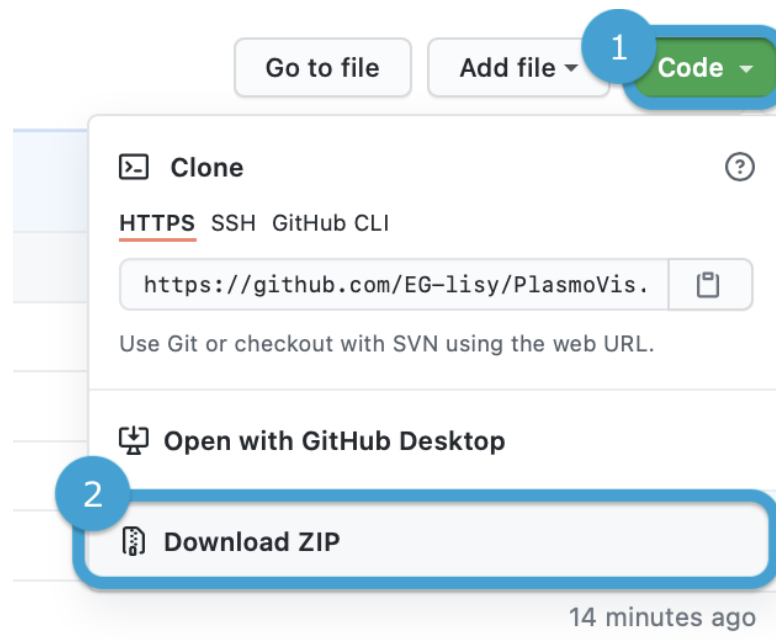 Go to file Add file 1 Code
Clone
HTTPS SSH GitHub CLI
https://github.com/EG-lisy/PlasmoVis.
Use Git or checkout with SVN using the web URL.
Open with GitHub Desktop
2
Download ZIP
14 minutes ago